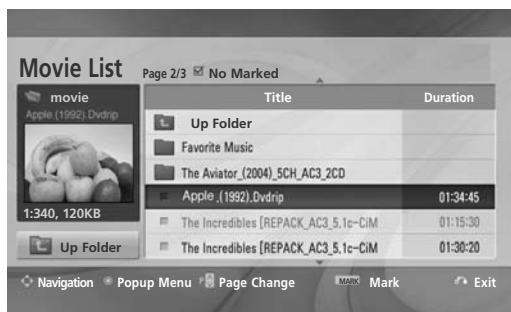 Movie List Page 2/3 No Marked
movie
Apple.(1992).Dvdrip
1:340, 120KB
Up Folder
Title Duration
Up Folder
Favorite Music
The Aviator_(2004)_5CH_AC3_2CD
Apple_.(1992).Dvdrip 01:34:45
The Incredibles [REPACK_AC3_5,1c-CiM 01:15:30
The Incredibles [REPACK_AC3_5,1c-CiM 01:30:20
Navigation Popup Menu P Page Change MARK Mark Exit